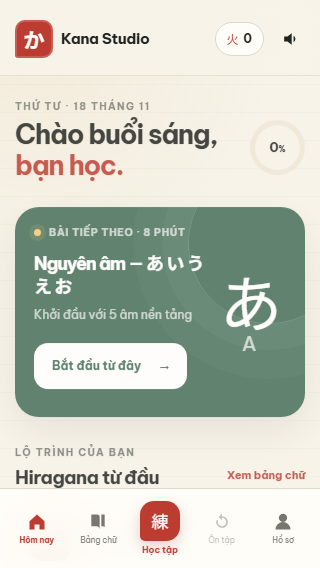 か Kana Studio 火 0
THỨ TƯ · 18 THÁNG 11
Chào buổi sáng,
bạn học.
0%
BÀI TIẾP THEO · 8 PHÚT
Nguyên âm — あ い う
え お
Khởi đầu với 5 âm nền tảng
あ
A
Bắt đầu từ đây →
LỘ TRÌNH CỦA BẠN
Hiragana từ đầu
Xem bảng chữ
練
Hôm nay Bảng chữ Học tập Ôn tập Hồ sơ